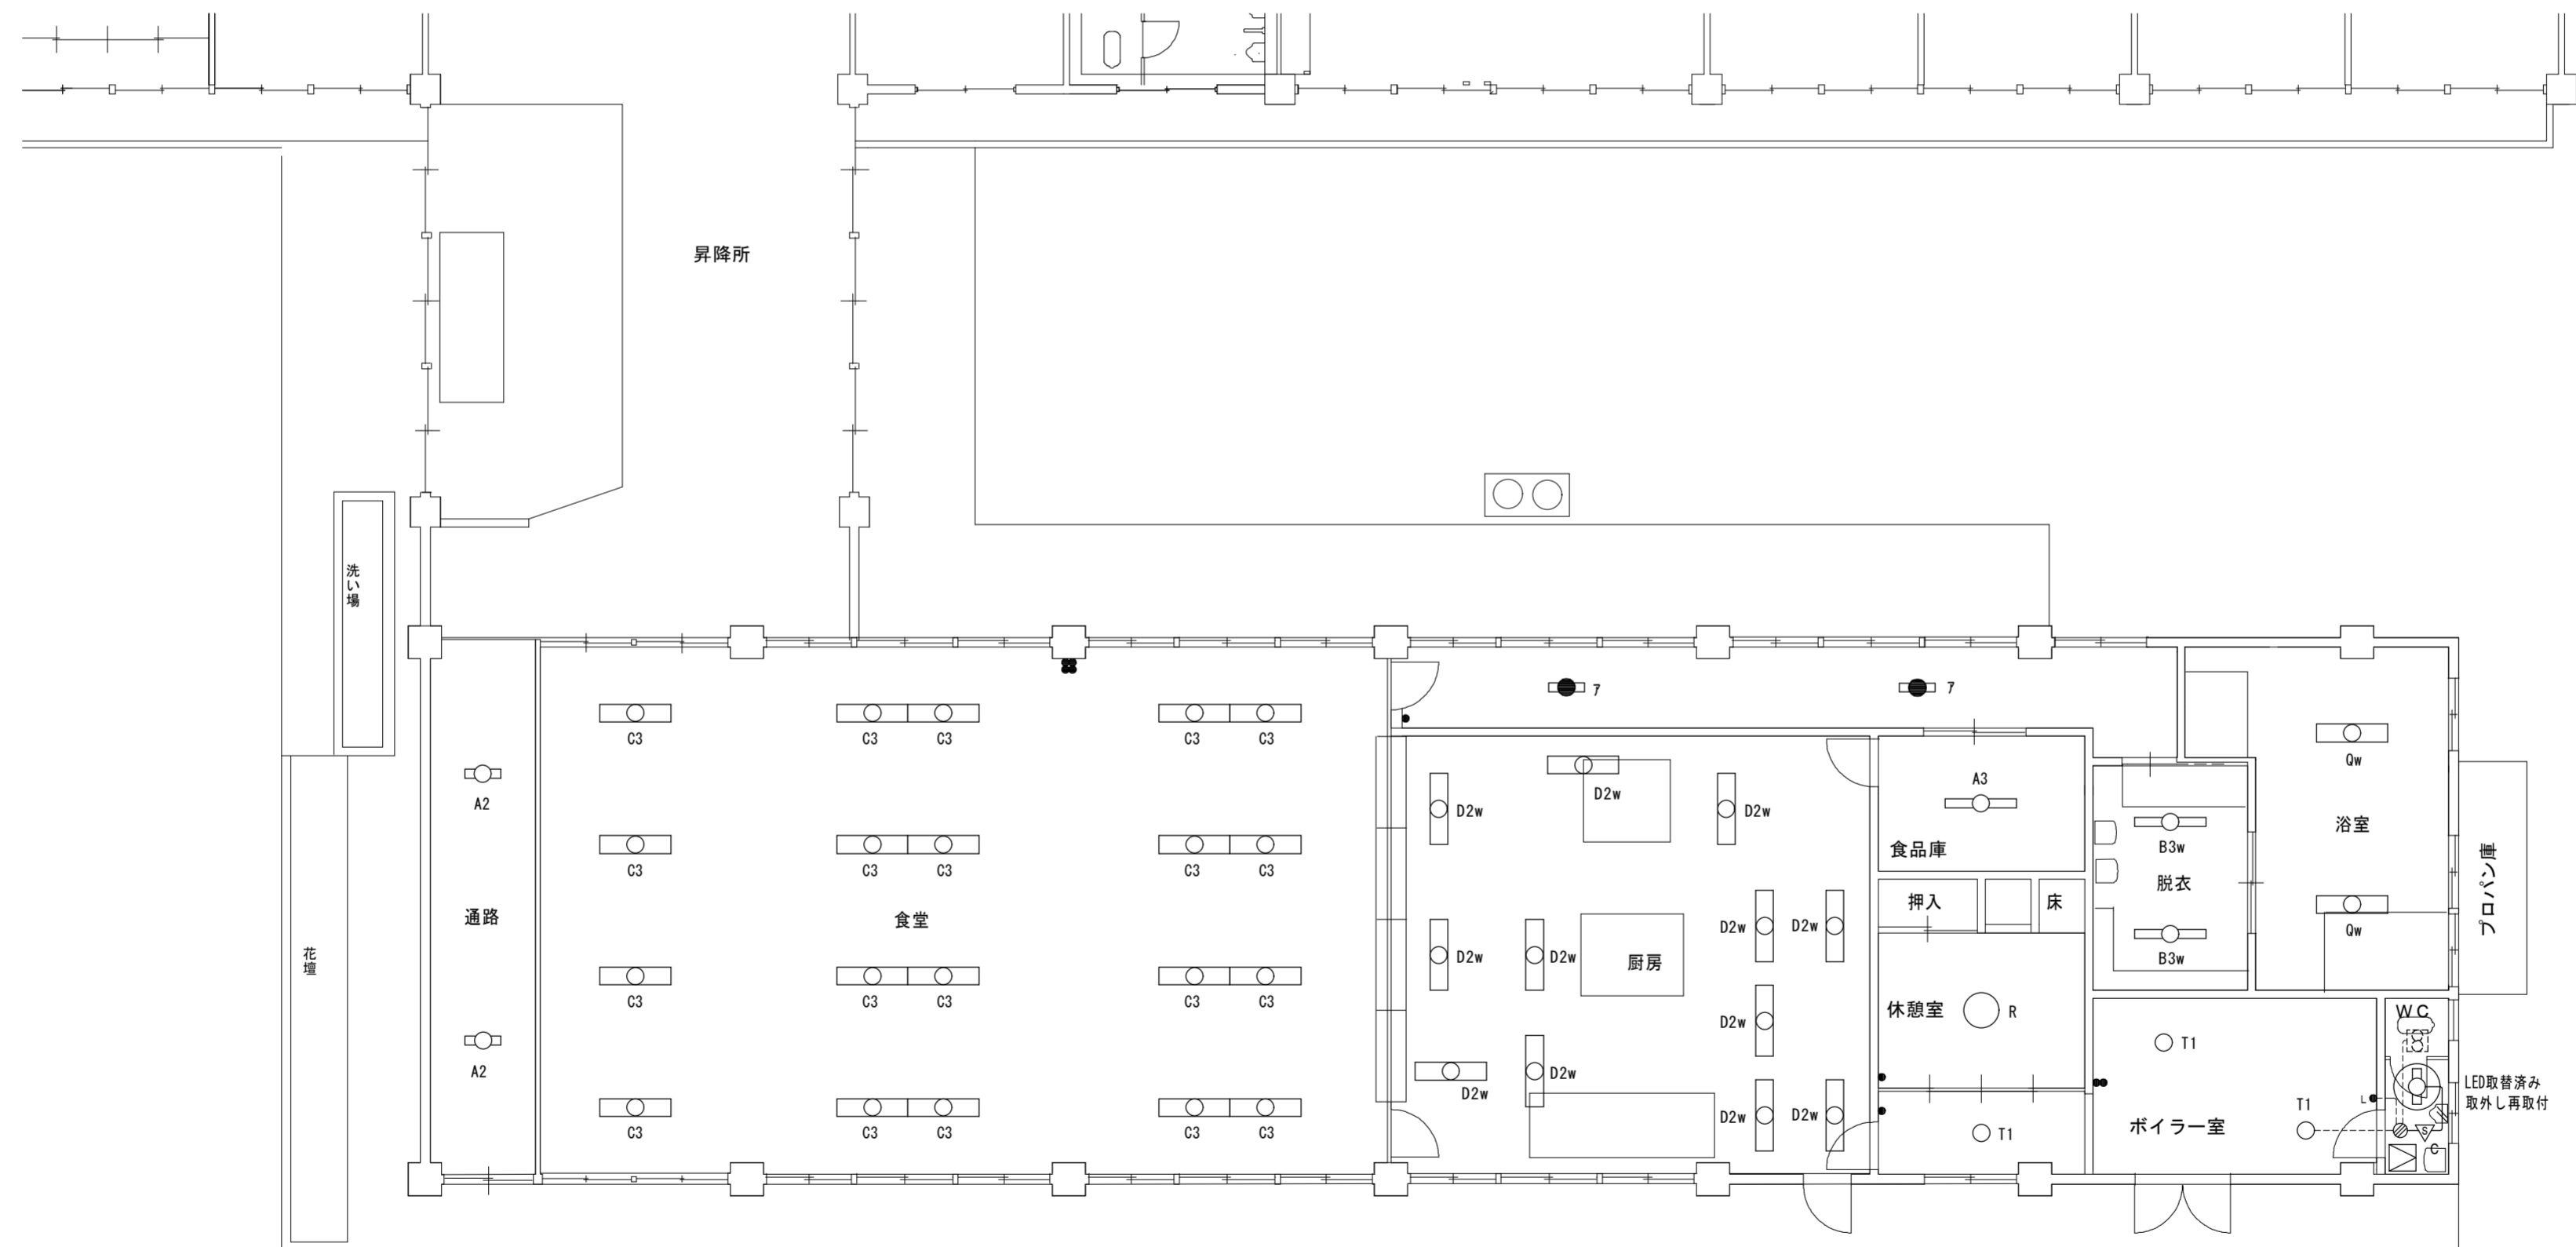 昇降所
洗い場
花壇
通路
A2
A2
食堂
C3
C3 C3
C3 C3
C3
C3 C3
C3 C3
C3
C3 C3
C3 C3
C3
C3 C3
C3 C3
ア
ア
厨房
D2w
D2w
D2w
D2w
D2w
D2w
D2w
D2w
D2w
D2w
D2w
D2w
A3
食品庫
押入
床
休憩室
R
T1
B3w
脱衣
B3w
Qw
浴室
Qw
プロパン庫
T1
T1
ボイラー室
WC
L
S
C
LED取替済み
取外し再取付